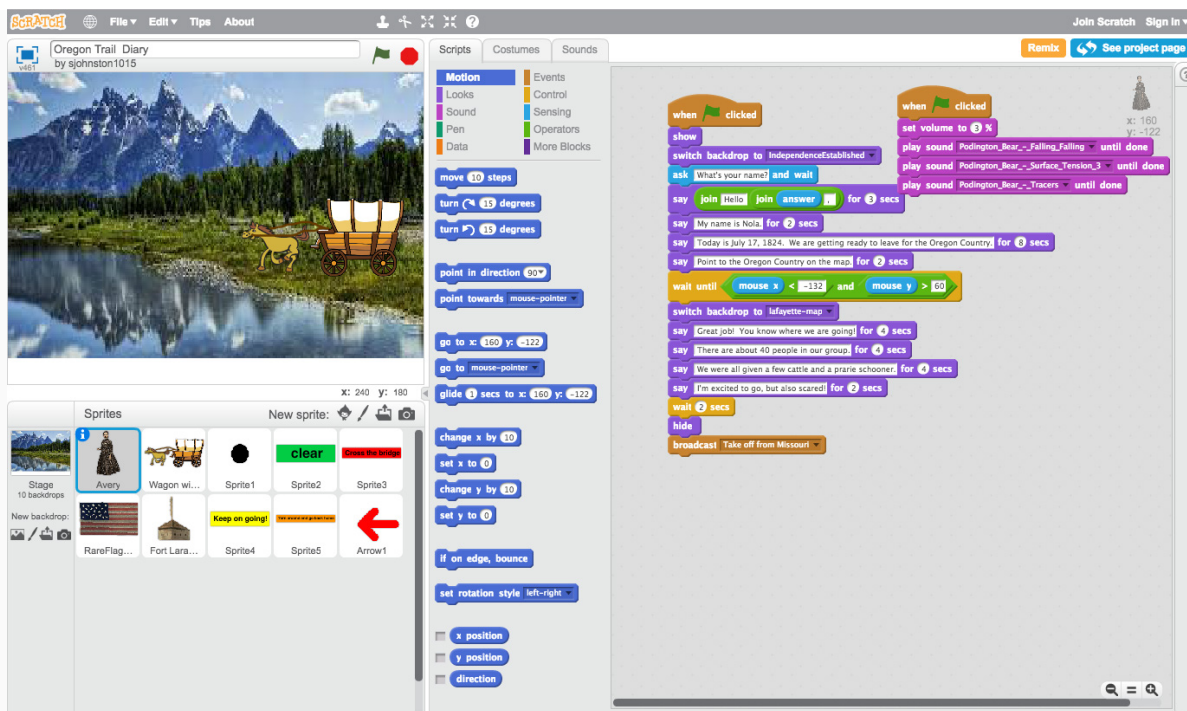 SCRATCH File Edit Tips About Join Scratch Sign in
v461 Oregon Trail Diary
by sjohnston1015
Scripts Costumes Sounds
Remix See project page
Motion Events
Looks Control
Sound Sensing
Pen Operators
Data More Blocks
move 10 steps
turn 15 degrees
turn 15 degrees
point in direction 90
point towards mouse-pointer
go to x: 160 y: -122
go to mouse-pointer
glide 1 secs to x: 160 y: -122
change x by 10
set x to 0
change y by 10
set y to 0
if on edge, bounce
set rotation style left-right
x position
y position
direction
when clicked
show
switch backdrop to IndependenceEstablished
ask What's your name? and wait
say join Hello join answer , for 3 secs
say My name is Nola. for 2 secs
say Today is July 17, 1824. We are getting ready to leave for the Oregon Country. for 8 secs
say Point to the Oregon Country on the map. for 2 secs
wait until mouse x < -132 and mouse y > 60
switch backdrop to lafayette-map
say Great job! You know where we are going! for 4 secs
say There are about 40 people in our group. for 4 secs
say We were all given a few cattle and a prarie schooner. for 4 secs
say I'm excited to go, but also scared! for 2 secs
wait 2 secs
hide
broadcast Take off from Missouri
when clicked
set volume to 3 %
play sound Podington_Bear_-_Falling_Falling until done
play sound Podington_Bear_-_Surface_Tension_3 until done
play sound Podington_Bear_-_Tracers until done
x: 160
y: -122
x: 240 y: 180
Sprites New sprite:
Stage
10 backdrops
New backdrop:
Avery Wagon wi... Sprite1 clear Sprite2 Cross the bridge Sprite3
RareFlag... Fort Lara... Keep on going! Sprite4 Sprite5 Arrow1